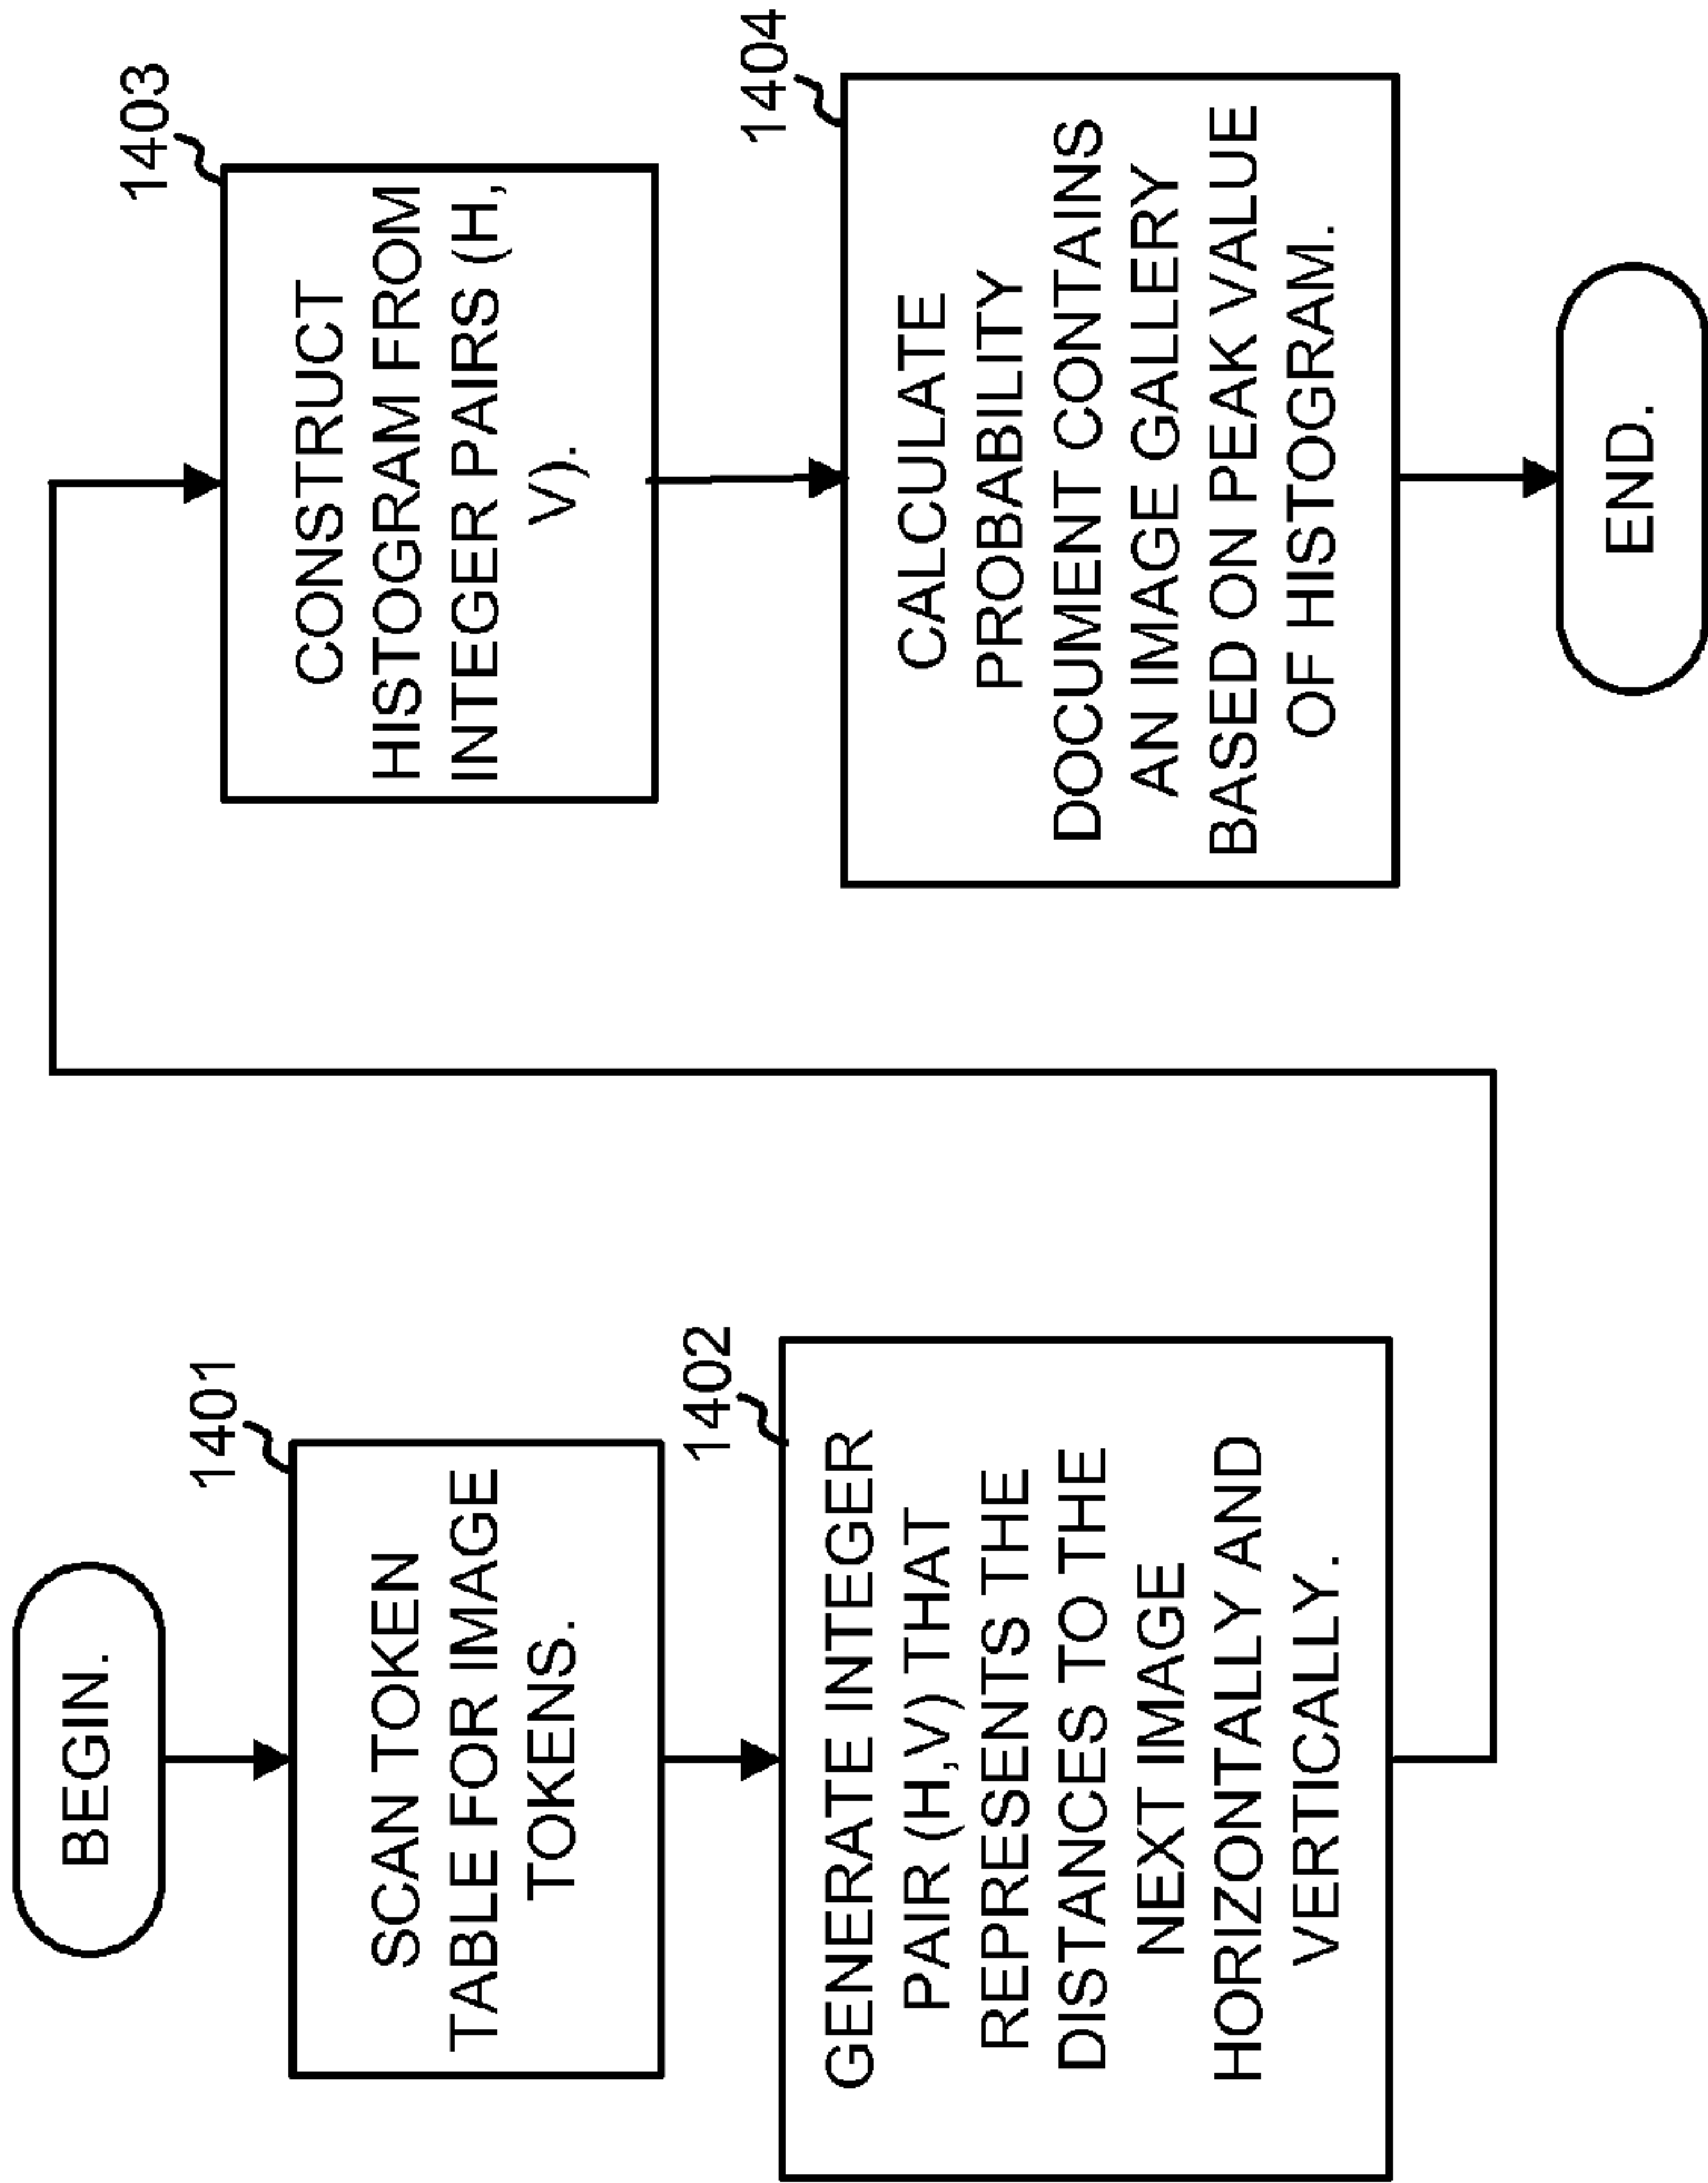 BEGIN.
1401
SCAN TOKEN
TABLE FOR IMAGE
TOKENS.
1402
GENERATE INTEGER
PAIR (H,V) THAT
REPRESENTS THE
DISTANCES TO THE
NEXT IMAGE
HORIZONTALLY AND
VERTICALLY.
1403
CONSTRUCT
HISTOGRAM FROM
INTEGER PAIRS (H,
V).
1404
CALCULATE
PROBABILITY
DOCUMENT CONTAINS
AN IMAGE GALLERY
BASED ON PEAK VALUE
OF HISTOGRAM.
END.